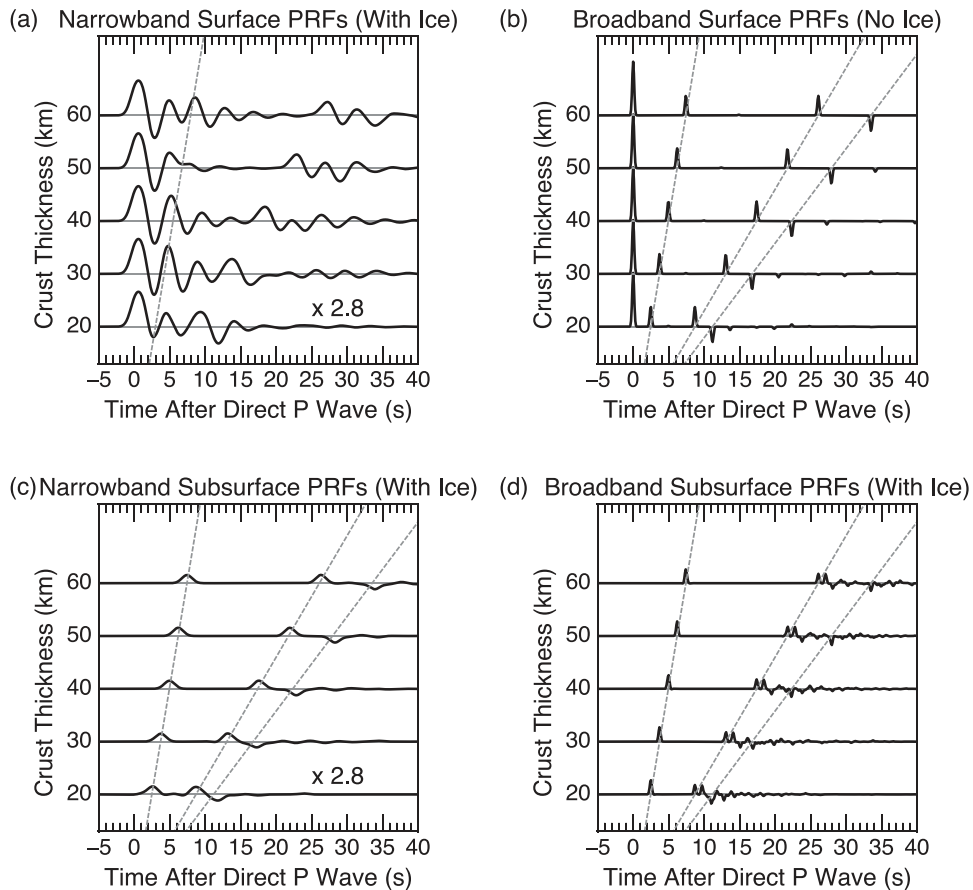 (a) Narrowband Surface PRFs (With Ice)
Crust Thickness (km)
60
50
40
30
20
x 2.8
−5 0 5 10 15 20 25 30 35 40
Time After Direct P Wave (s)
(b) Broadband Surface PRFs (No Ice)
Crust Thickness (km)
60
50
40
30
20
−5 0 5 10 15 20 25 30 35 40
Time After Direct P Wave (s)
(c) Narrowband Subsurface PRFs (With Ice)
Crust Thickness (km)
60
50
40
30
20
x 2.8
−5 0 5 10 15 20 25 30 35 40
Time After Direct P Wave (s)
(d) Broadband Subsurface PRFs (With Ice)
Crust Thickness (km)
60
50
40
30
20
−5 0 5 10 15 20 25 30 35 40
Time After Direct P Wave (s)